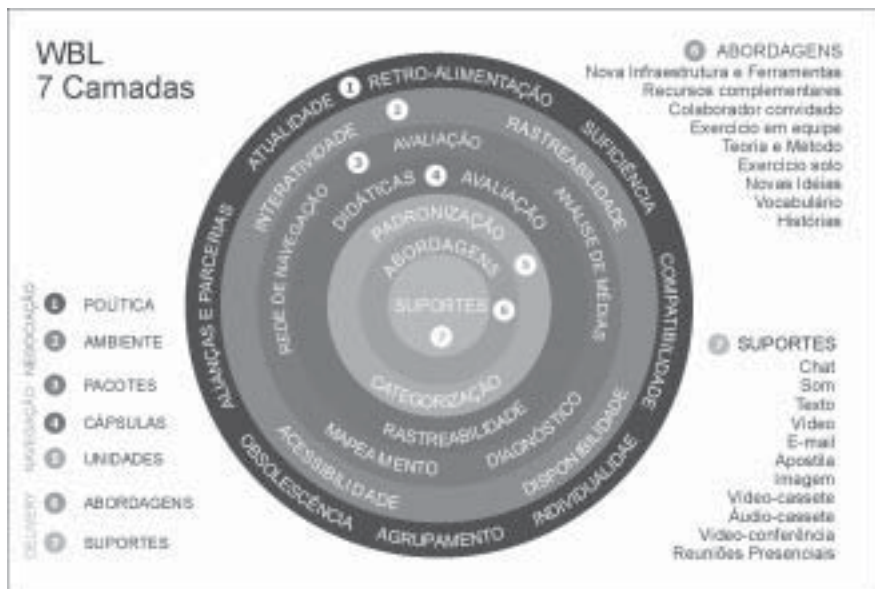 WBL
7 Camadas
6 ABORDAGENS
Nova Infraestrutura e Ferramentas
Recursos complementares
Colaborador convidado
Exercício em equipe
Teoria e Método
Exercício solo
Novas Idéias
Vocabulário
Histórias
1
RETRO-ALIMENTAÇÃO
SUFICIÊNCIA
COMPATIBILIDADE
INDIVIDUALIDAE
AGRUPAMENTO
OBSOLESCÊNCIA
ALIANÇAS E PARCERIAS
ATUALIDADE
2
RASTREABILIDADE
DISPONIBILIDADE
ACESSIBILIDADE
INTERATIVIDADE
3
AVALIAÇÃO
ANÁLISE DE MÉDIAS
DIAGNÓSTICO
MAPEAMENTO
REDE DE NAVEGAÇÃO
DIDÁTICAS
4
AVALIAÇÃO
RASTREABILIDADE
PADRONIZAÇÃO
5
CATEGORIZAÇÃO
ABORDAGENS
6
SUPORTES
7
NEGOCIAÇÃO
NAVEGAÇÃO
DELIVERY
1 POLÍTICA
2 AMBIENTE
3 PACOTES
4 CÁPSULAS
5 UNIDADES
6 ABORDAGENS
7 SUPORTES
7 SUPORTES
Chat
Som
Texto
Vídeo
E-mail
Apostila
Imagem
Vídeo-cassete
Áudio-cassete
Vídeo-conferência
Reuniões Presenciais